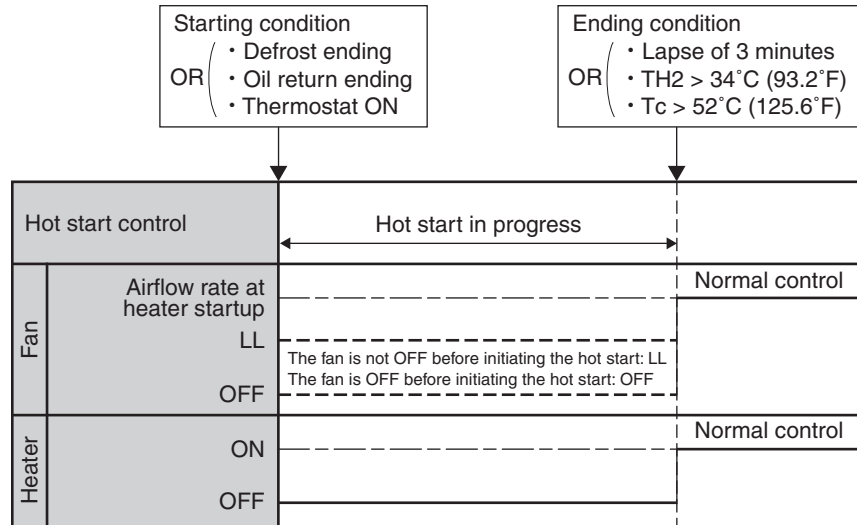 Starting condition
OR
・Defrost ending
・Oil return ending
・Thermostat ON
Ending condition
OR
・Lapse of 3 minutes
・TH2 > 34˚C (93.2˚F)
・Tc > 52˚C (125.6˚F)
Hot start control
Hot start in progress
Fan
Airflow rate at
heater startup
LL
OFF
The fan is not OFF before initiating the hot start: LL
The fan is OFF before initiating the hot start: OFF
Normal control
Heater
ON
OFF
Normal control